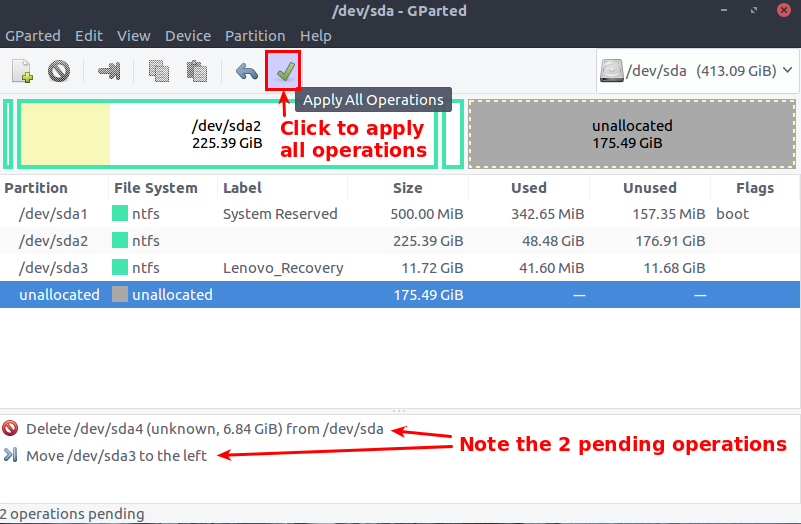 /dev/sda - GParted
GParted Edit View Device Partition Help
/dev/sda (413.09 GiB)
Apply All Operations
/dev/sda2
225.39 GiB
Click to apply
all operations
unallocated
175.49 GiB
Partition File System Label Size Used Unused Flags
/dev/sda1 ntfs System Reserved 500.00 MiB 342.65 MiB 157.35 MiB boot
/dev/sda2 ntfs 225.39 GiB 48.48 GiB 176.91 GiB
/dev/sda3 ntfs Lenovo_Recovery 11.72 GiB 41.60 MiB 11.68 GiB
unallocated unallocated 175.49 GiB — —
Delete /dev/sda4 (unknown, 6.84 GiB) from /dev/sda
Note the 2 pending operations
Move /dev/sda3 to the left
2 operations pending